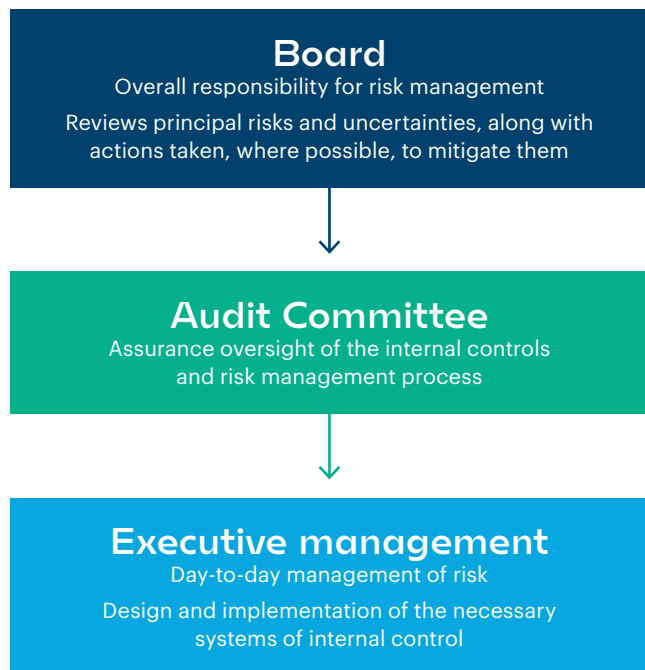 Board
Overall responsibility for risk management
Reviews principal risks and uncertainties, along with
actions taken, where possible, to mitigate them
Audit Committee
Assurance oversight of the internal controls
and risk management process
Executive management
Day-to-day management of risk
Design and implementation of the necessary
systems of internal control